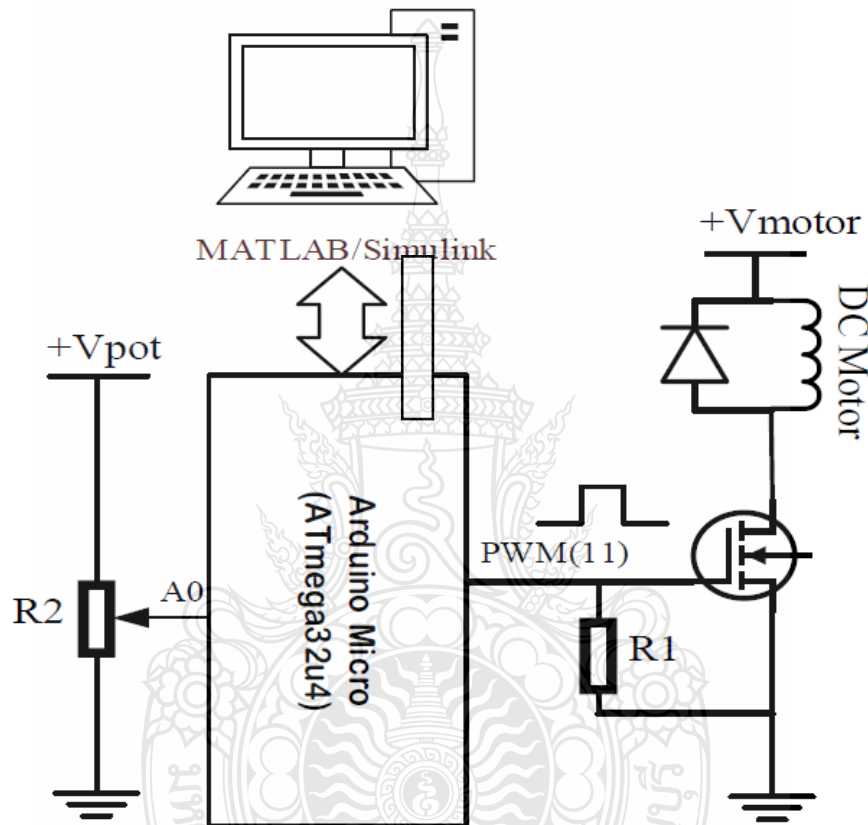 MATLAB/Simulink
+Vmotor
DC Motor
+Vpot
Arduino Micro
(ATmega32u4)
PWM(11)
A0
R2
R1